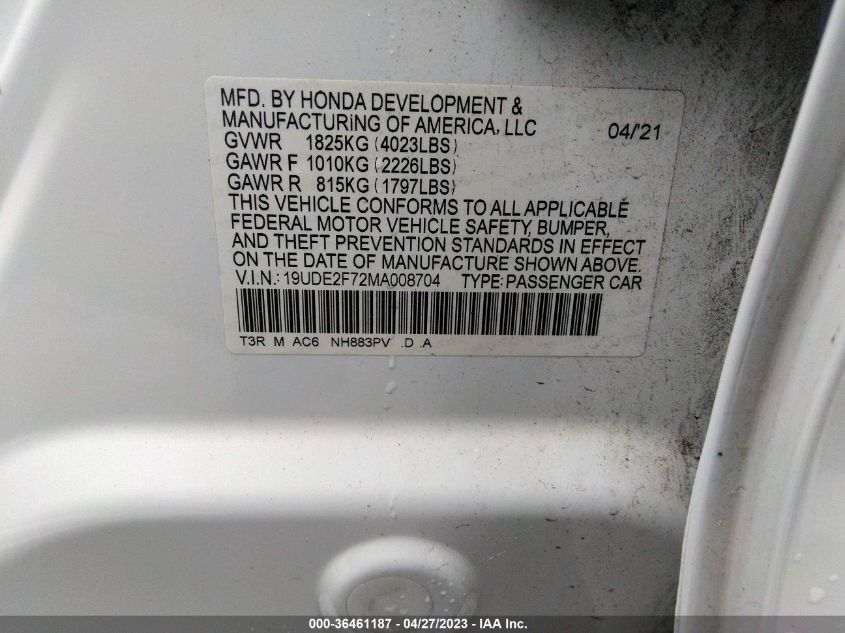 MFD. BY HONDA DEVELOPMENT &
MANUFACTURING OF AMERICA, LLC 04/'21
GVWR 1825KG (4023LBS)
GAWR F 1010KG (2226LBS)
GAWR R 815KG (1797LBS)
THIS VEHICLE CONFORMS TO ALL APPLICABLE
FEDERAL MOTOR VEHICLE SAFETY, BUMPER,
AND THEFT PREVENTION STANDARDS IN EFFECT
ON THE DATE OF MANUFACTURE SHOWN ABOVE.
V.I.N.: 19UDE2F72MA008704 TYPE: PASSENGER CAR
T3R M AC6 NH883PV .D .A
000-36461187 - 04/27/2023 - IAA Inc.